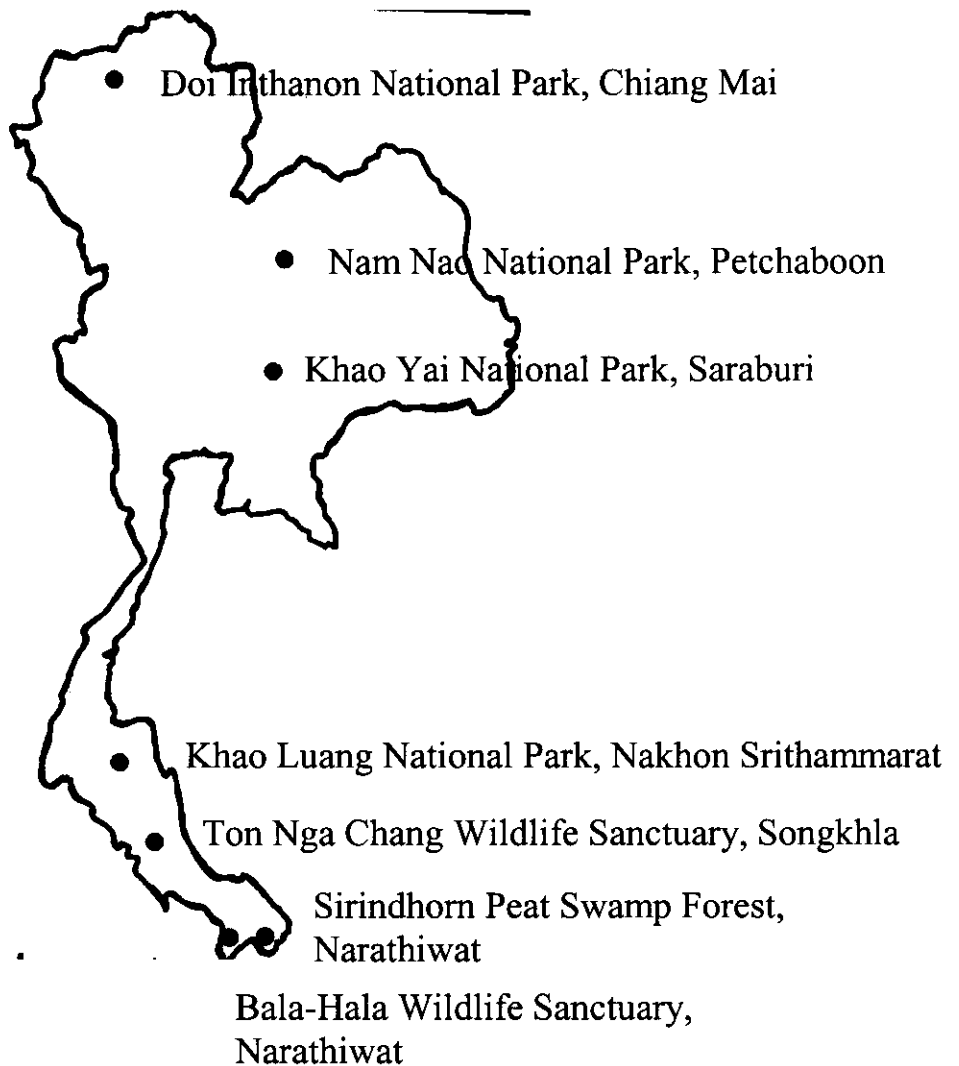 Doi Inthanon National Park, Chiang Mai
Nam Nao National Park, Petchaboon
Khao Yai National Park, Saraburi
Khao Luang National Park, Nakhon Srithammarat
Ton Nga Chang Wildlife Sanctuary, Songkhla
Sirindhorn Peat Swamp Forest,
Narathiwat
Bala-Hala Wildlife Sanctuary,
Narathiwat